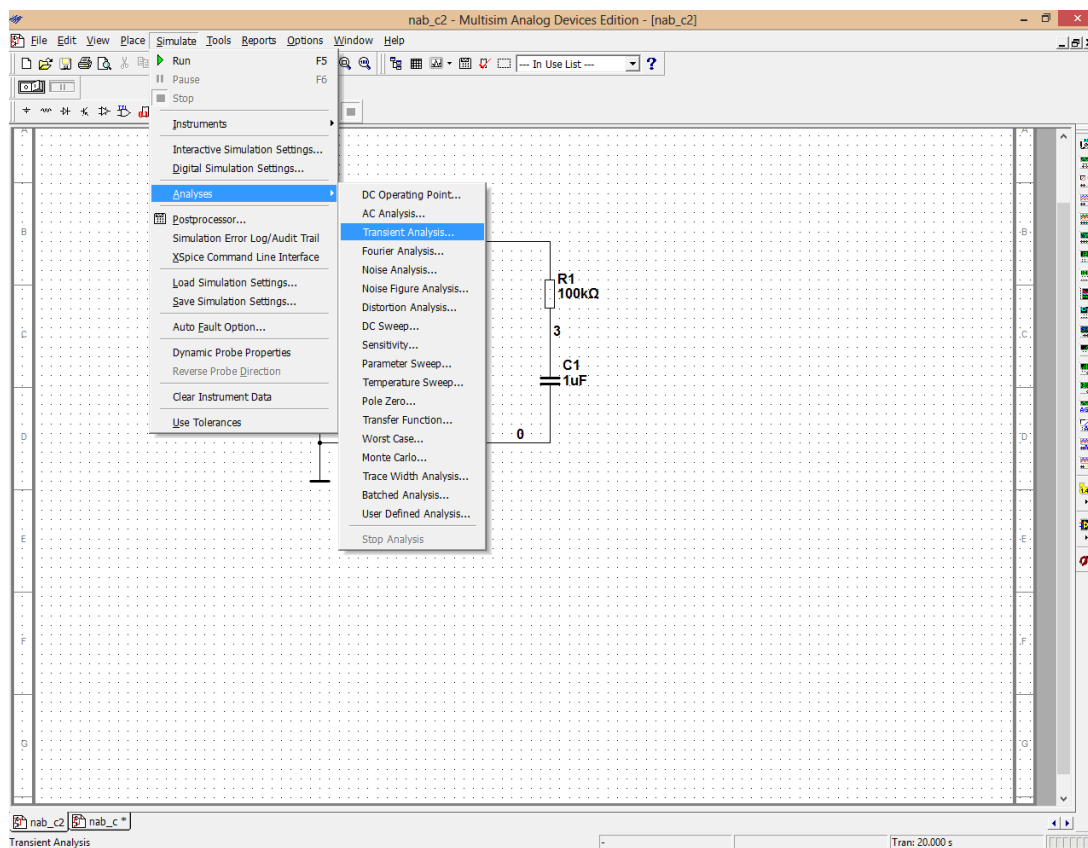 nab_c2 - Multisim Analog Devices Edition - [nab_c2]
File Edit View Place Simulate Tools Reports Options Window Help
--- In Use List ---
Run F5
Pause F6
Stop
Instruments
Interactive Simulation Settings...
Digital Simulation Settings...
Analyses
Postprocessor...
Simulation Error Log/Audit Trail
XSpice Command Line Interface
Load Simulation Settings...
Save Simulation Settings...
Auto Fault Option...
Dynamic Probe Properties
Reverse Probe Direction
Clear Instrument Data
Use Tolerances
DC Operating Point...
AC Analysis...
Transient Analysis...
Fourier Analysis...
Noise Analysis...
Noise Figure Analysis...
Distortion Analysis...
DC Sweep...
Sensitivity...
Parameter Sweep...
Temperature Sweep...
Pole Zero...
Transfer Function...
Worst Case...
Monte Carlo...
Trace Width Analysis...
Batched Analysis...
User Defined Analysis...
Stop Analysis
R1
100kΩ
3
C1
1uF
0
A
B
C
D
E
F
G
A
B
C
D
E
F
G
nab_c2 nab_c *
Transient Analysis - Tran: 20.000 s